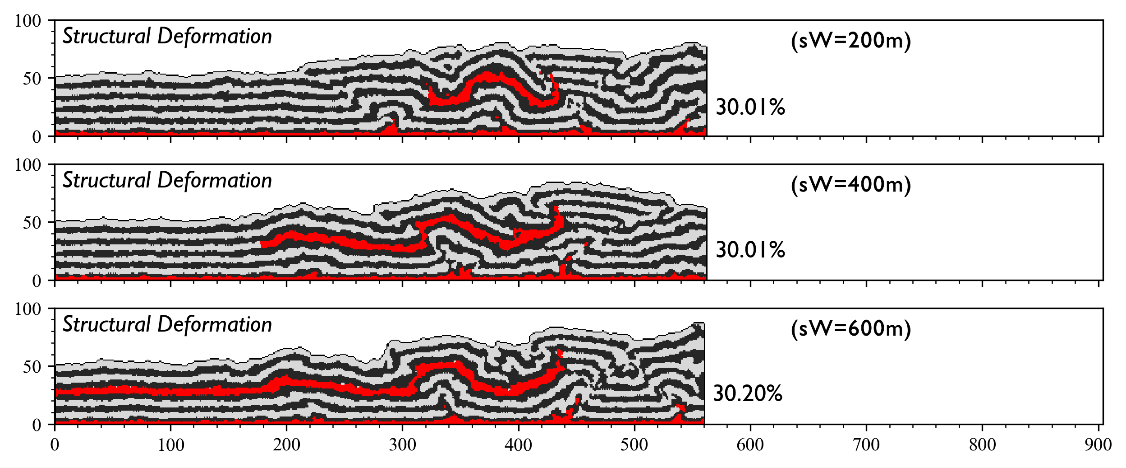 100
Structural Deformation
(sW=200m)
50
30.01%
0
100
Structural Deformation
(sW=400m)
50
30.01%
0
100
Structural Deformation
(sW=600m)
50
30.20%
0
0 100 200 300 400 500 600 700 800 900